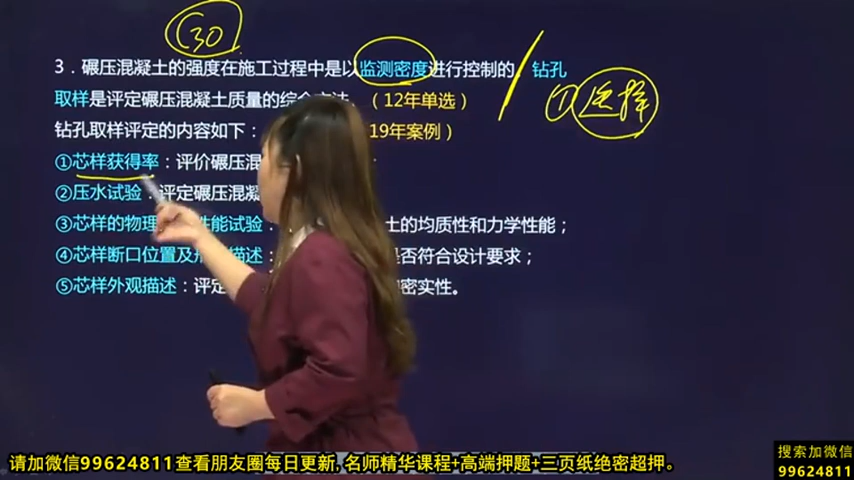 30
3．碾压混凝土的强度在施工过程中是以监测密度进行控制的 钻孔
取样是评定碾压混凝土质量的综合方法。（12年单选）
①选择
钻孔取样评定的内容如下： 19年案例）
①芯样获得率：评价碾压混
②压水试验：评定碾压混凝
③芯样的物理 性能试验： 土的均质性和力学性能；
④芯样断口位置及 描述： 是否符合设计要求；
⑤芯样外观描述：评定 密实性。
请加微信99624811查看朋友圈每日更新, 名师精华课程+高端押题+三页纸绝密超押。
搜索加微信
99624811